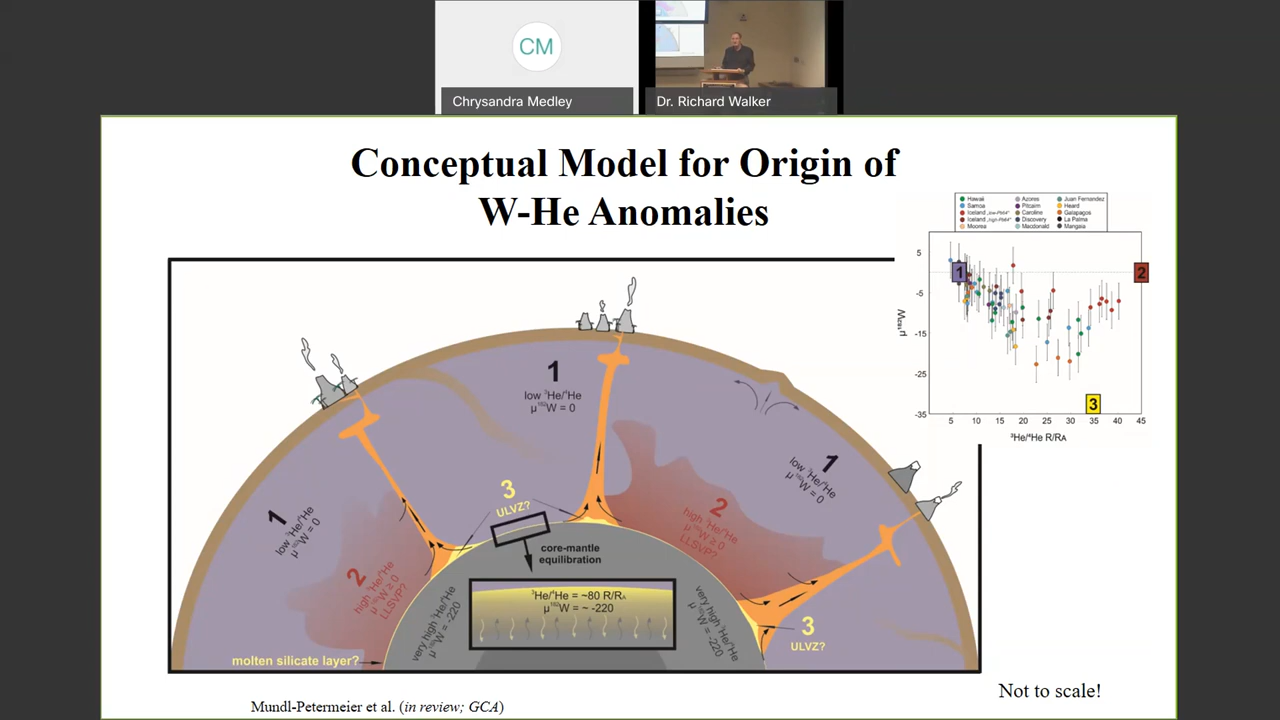 CM
Chrysandra Medley
Dr. Richard Walker
Conceptual Model for Origin of
W-He Anomalies
Hawaii
Samoa
Iceland „low-PM4"
Iceland „high-PM4"
Moorea
Azores
Pitcairn
Caroline
Discovery
Macdonald
Juan Fernandez
Heard
Galapagos
La Palma
Mangaia
5
-5
-15
-25
-35
μ¹⁸²W
1
2
3
5 10 15 20 25 30 35 40 45
³He/⁴He R/RA
1
low ³He/⁴He
μ¹⁸²W = 0
1
low ³He/⁴He
μ¹⁸²W = 0
1
low ³He/⁴He
μ¹⁸²W = 0
2
high ³He/⁴He
μ¹⁸²W ≥ 0
LLSVP?
2
high ³He/⁴He
μ¹⁸²W ≥ 0
LLSVP?
3
ULVZ?
3
ULVZ?
core-mantle
equilibration
³He/⁴He = ~80 R/RA
μ¹⁸²W = ~ -220
very high ³He/⁴He
μ¹⁸²W = -220
very high ³He/⁴He
μ¹⁸²W = -220
molten silicate layer?
Not to scale!
Mundl-Petermeier et al. (in review; GCA)